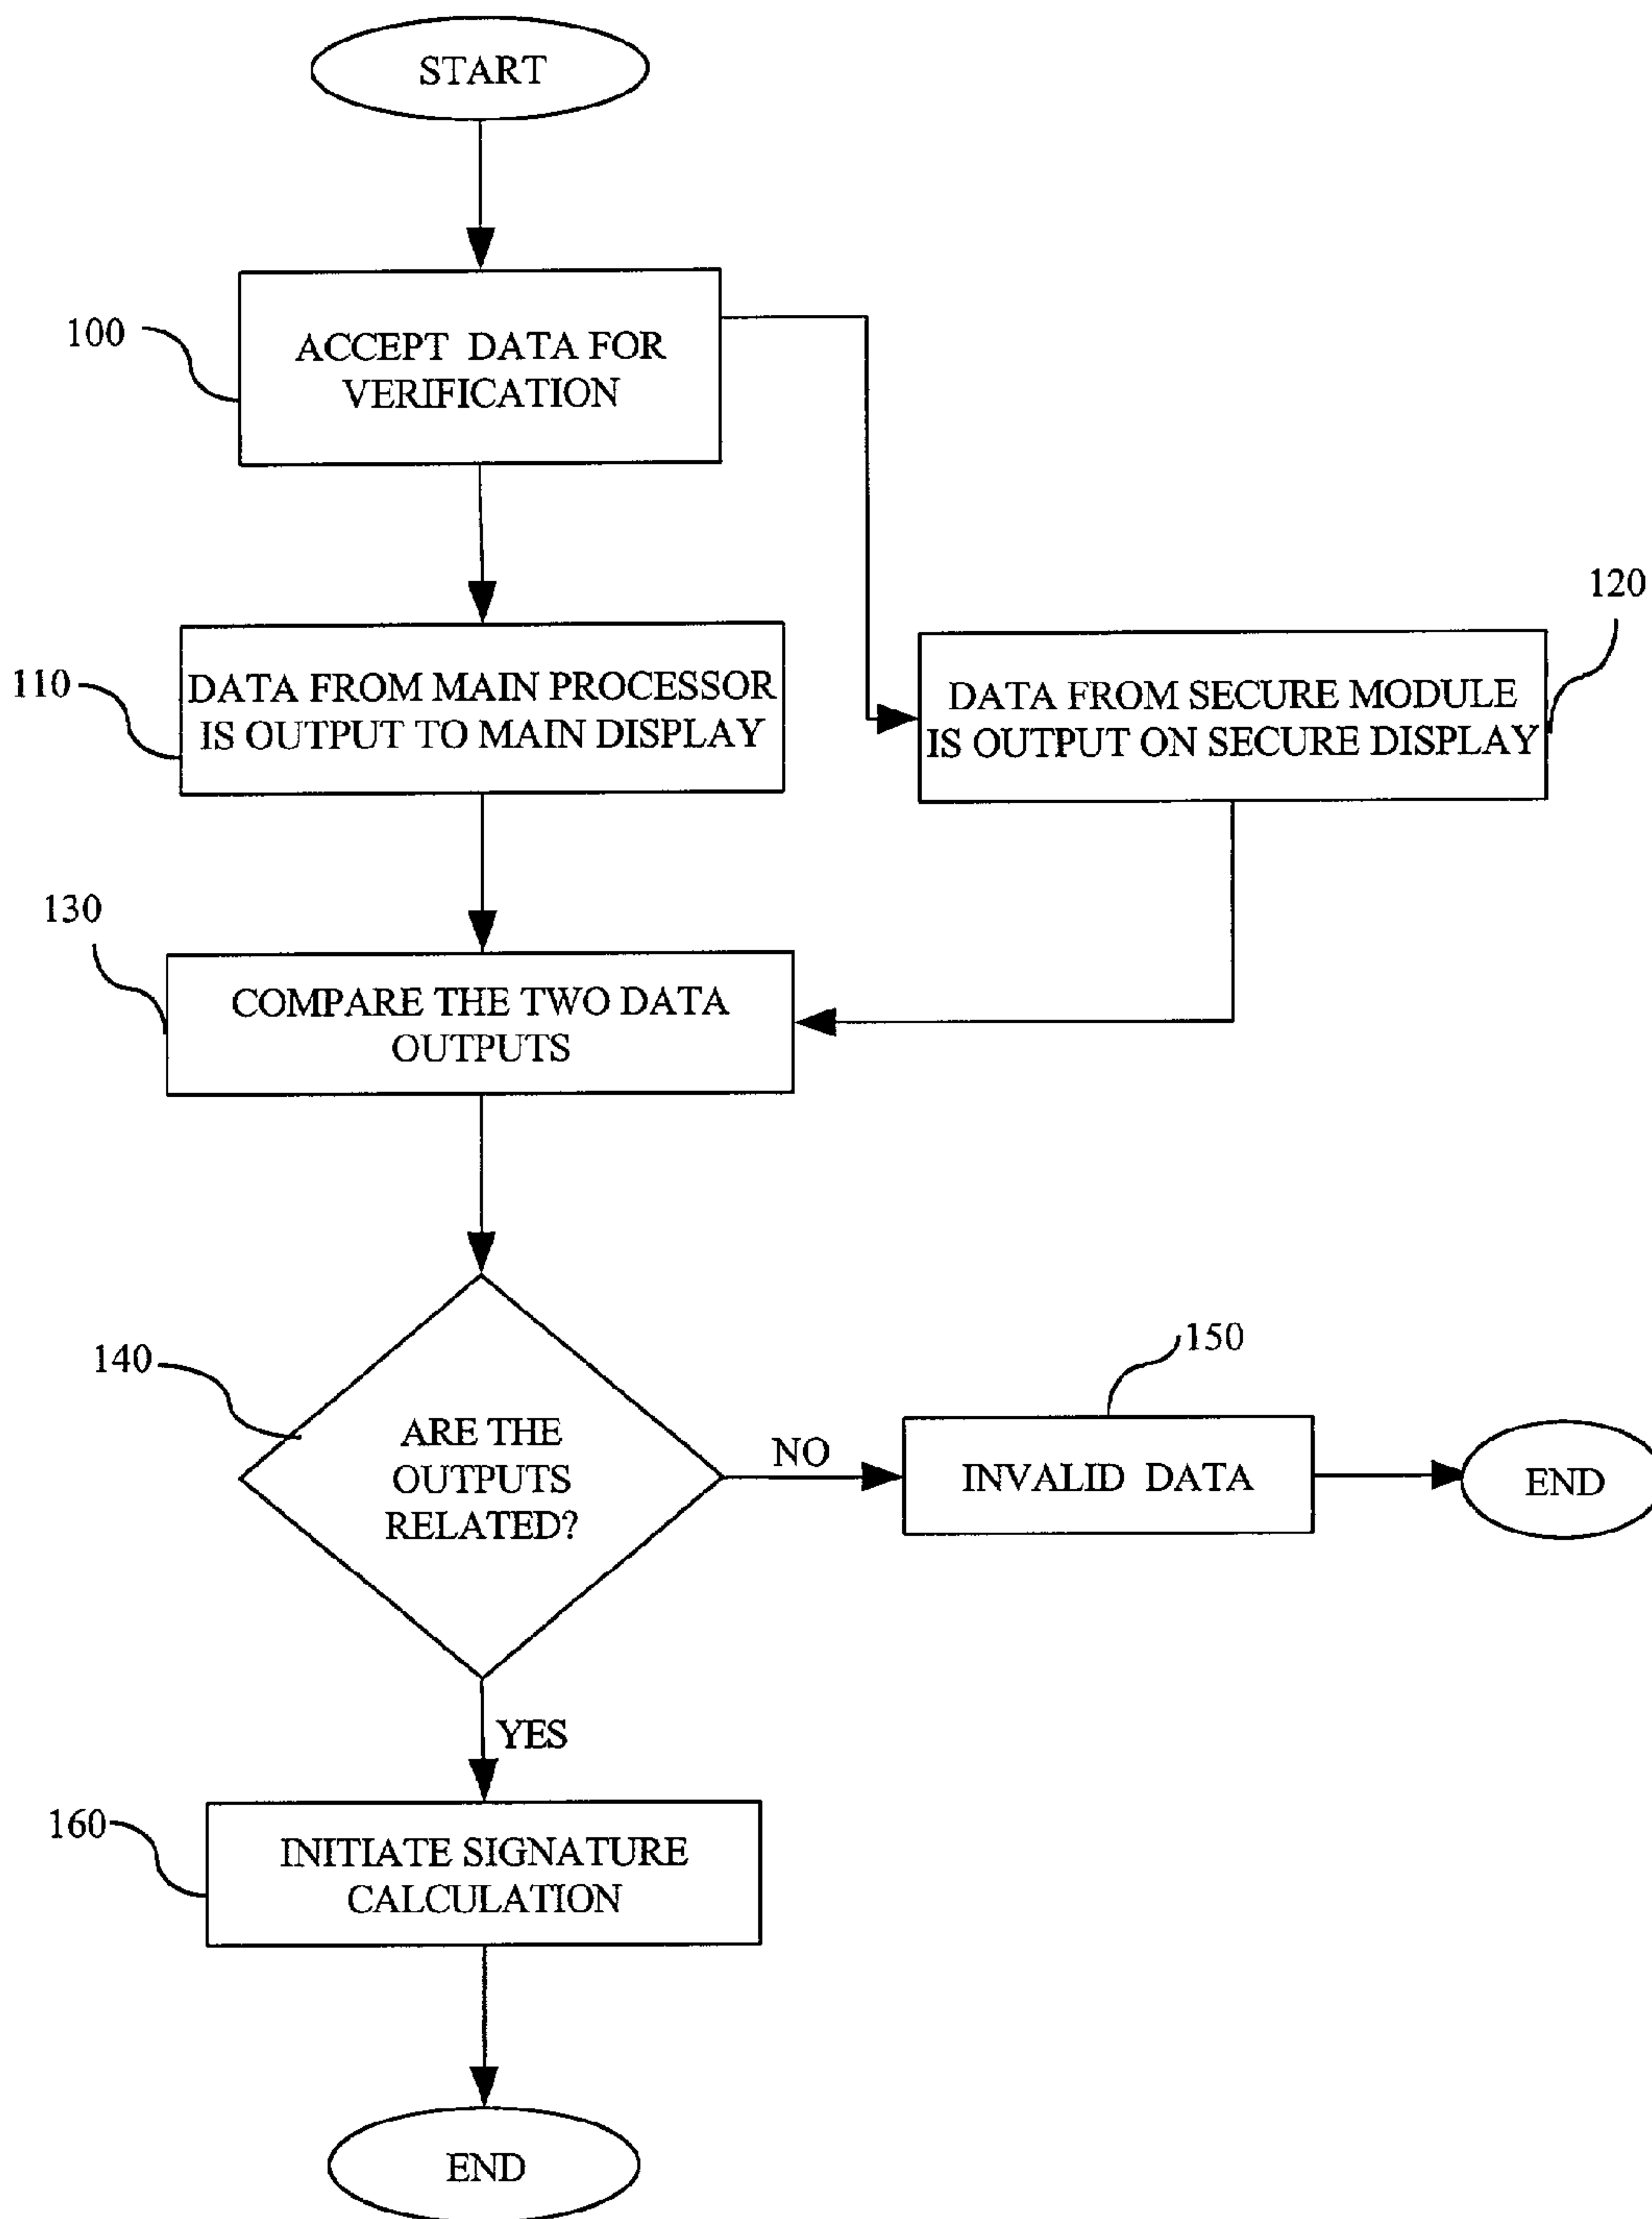 START
100
ACCEPT DATA FOR
VERIFICATION
120
110
DATA FROM MAIN PROCESSOR
IS OUTPUT TO MAIN DISPLAY
DATA FROM SECURE MODULE
IS OUTPUT ON SECURE DISPLAY
130
COMPARE THE TWO DATA
OUTPUTS
140
ARE THE
OUTPUTS
RELATED?
NO
150
INVALID DATA
END
YES
160
INITIATE SIGNATURE
CALCULATION
END